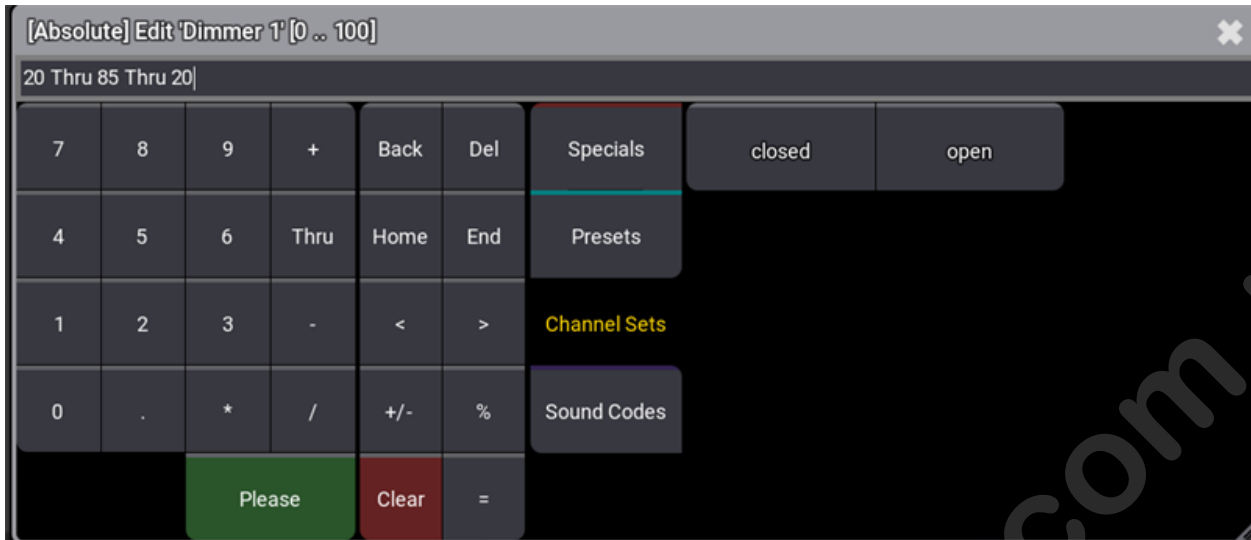 [Absolute] Edit 'Dimmer 1' [0 .. 100]
20 Thru 85 Thru 20
7 8 9 + Back Del Specials closed open
4 5 6 Thru Home End Presets
1 2 3 - < > Channel Sets
0 . * / +/- % Sound Codes
Please Clear =
com